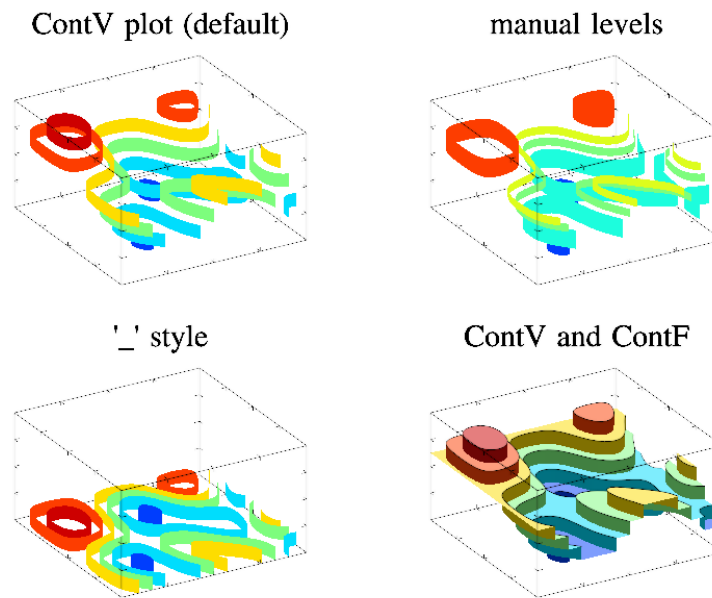 ContV plot (default)
manual levels
'_' style
ContV and ContF